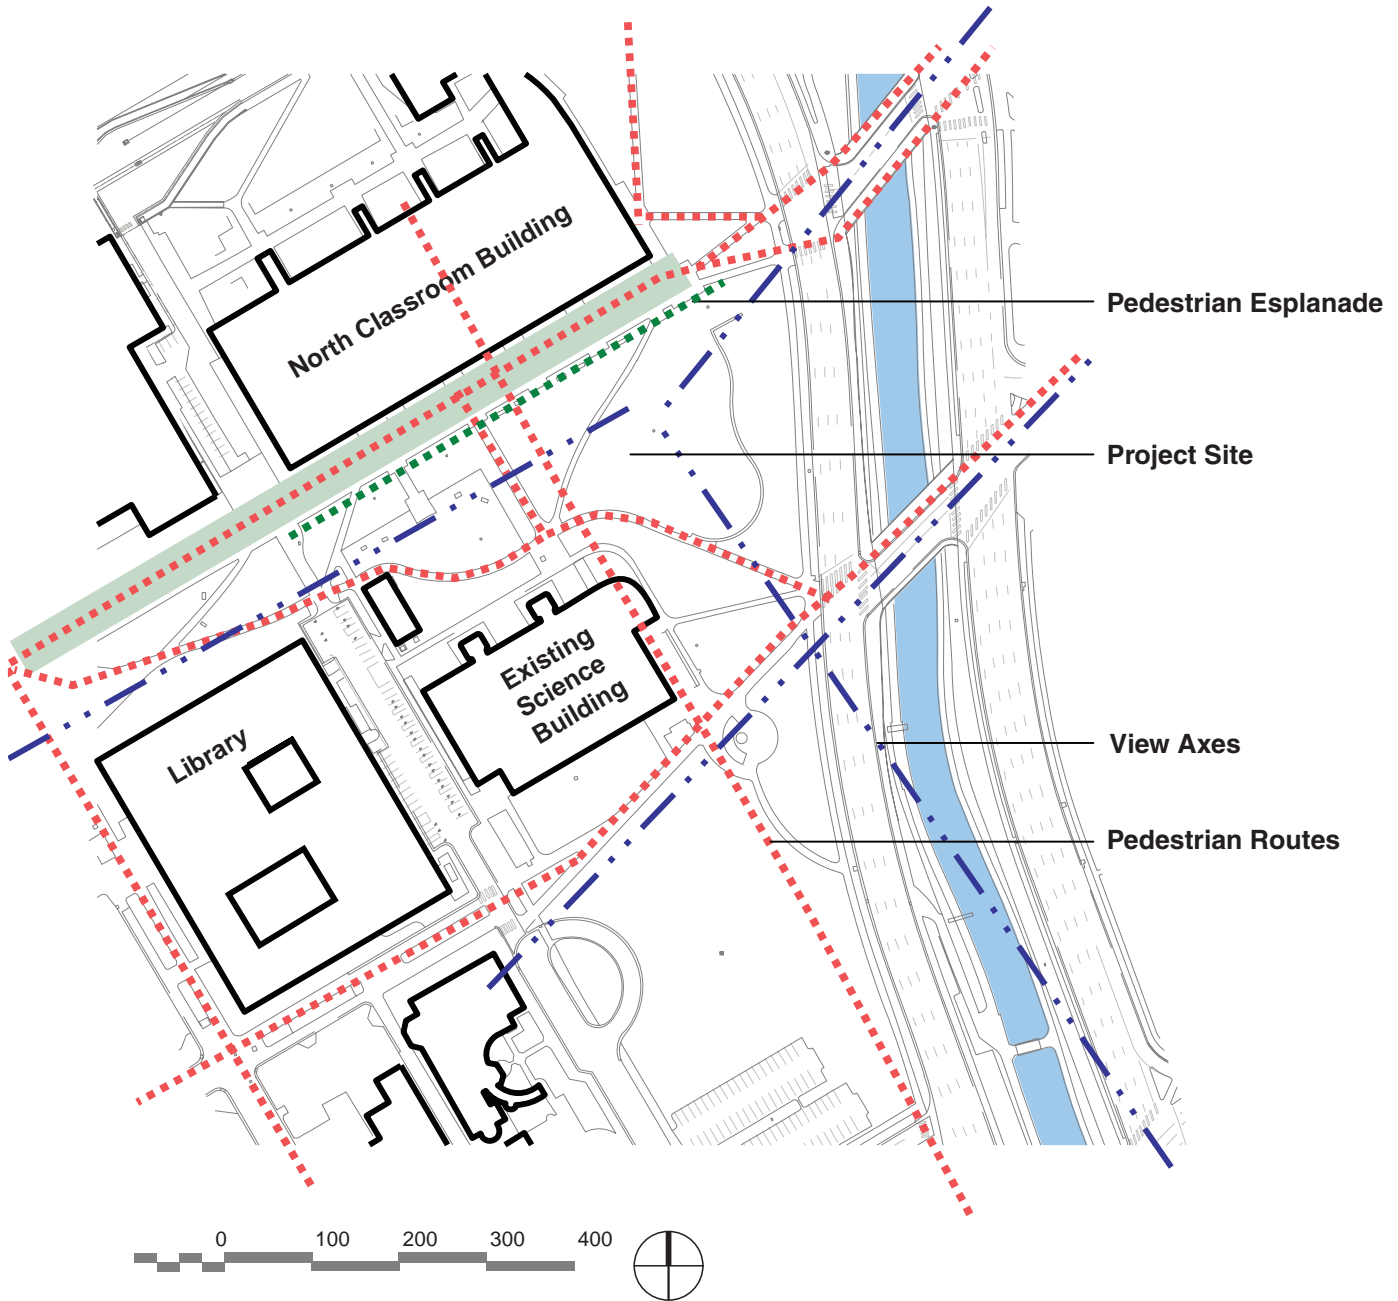 North Classroom Building
Pedestrian Esplanade
Project Site
Existing
Science
Building
Library
View Axes
Pedestrian Routes
0 100 200 300 400